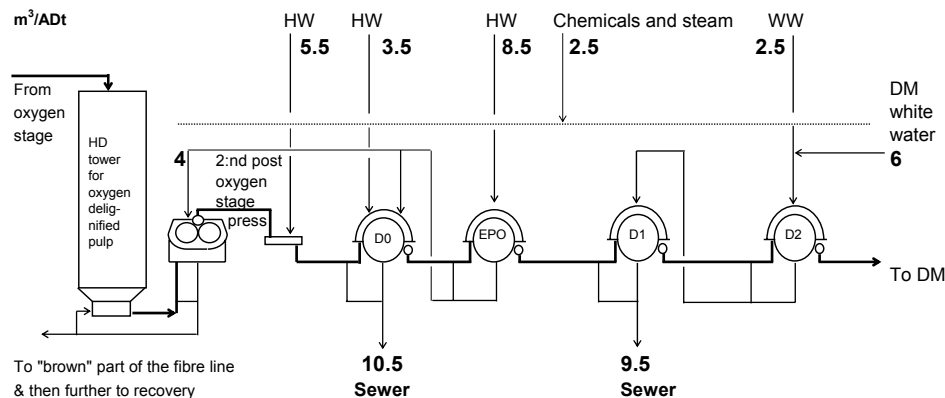 m³/ADt
HW HW HW Chemicals and steam WW
5.5 3.5 8.5 2.5 2.5
From
oxygen
stage
DM
white
water
6
HD
tower
for
oxygen
delig-
nified
pulp
4
2:nd post
oxygen
stage
press
D0
EPO
D1
D2
To DM
To "brown" part of the fibre line
& then further to recovery
10.5
Sewer
9.5
Sewer